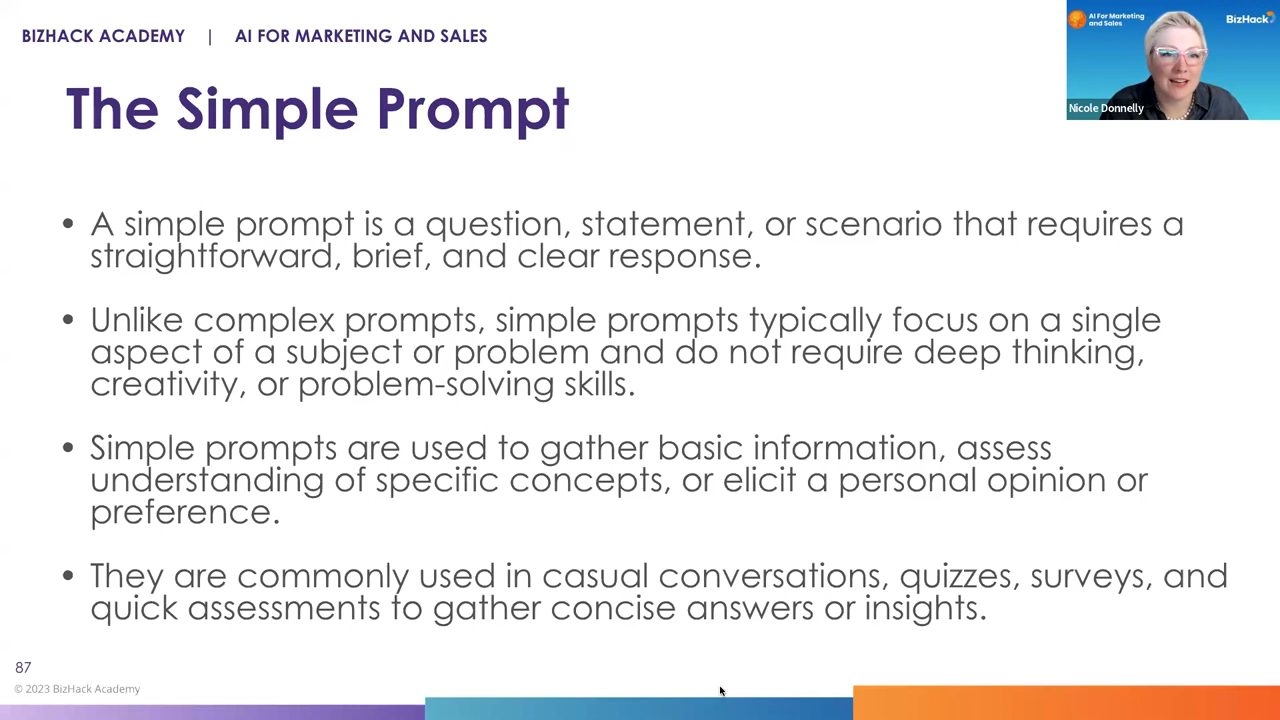 BIZHACK ACADEMY | AI FOR MARKETING AND SALES
AI For Marketing
and Sales
BizHack
Nicole Donnelly
The Simple Prompt
• A simple prompt is a question, statement, or scenario that requires a
straightforward, brief, and clear response.
• Unlike complex prompts, simple prompts typically focus on a single
aspect of a subject or problem and do not require deep thinking,
creativity, or problem-solving skills.
• Simple prompts are used to gather basic information, assess
understanding of specific concepts, or elicit a personal opinion or
preference.
• They are commonly used in casual conversations, quizzes, surveys, and
quick assessments to gather concise answers or insights.
87
© 2023 BizHack Academy